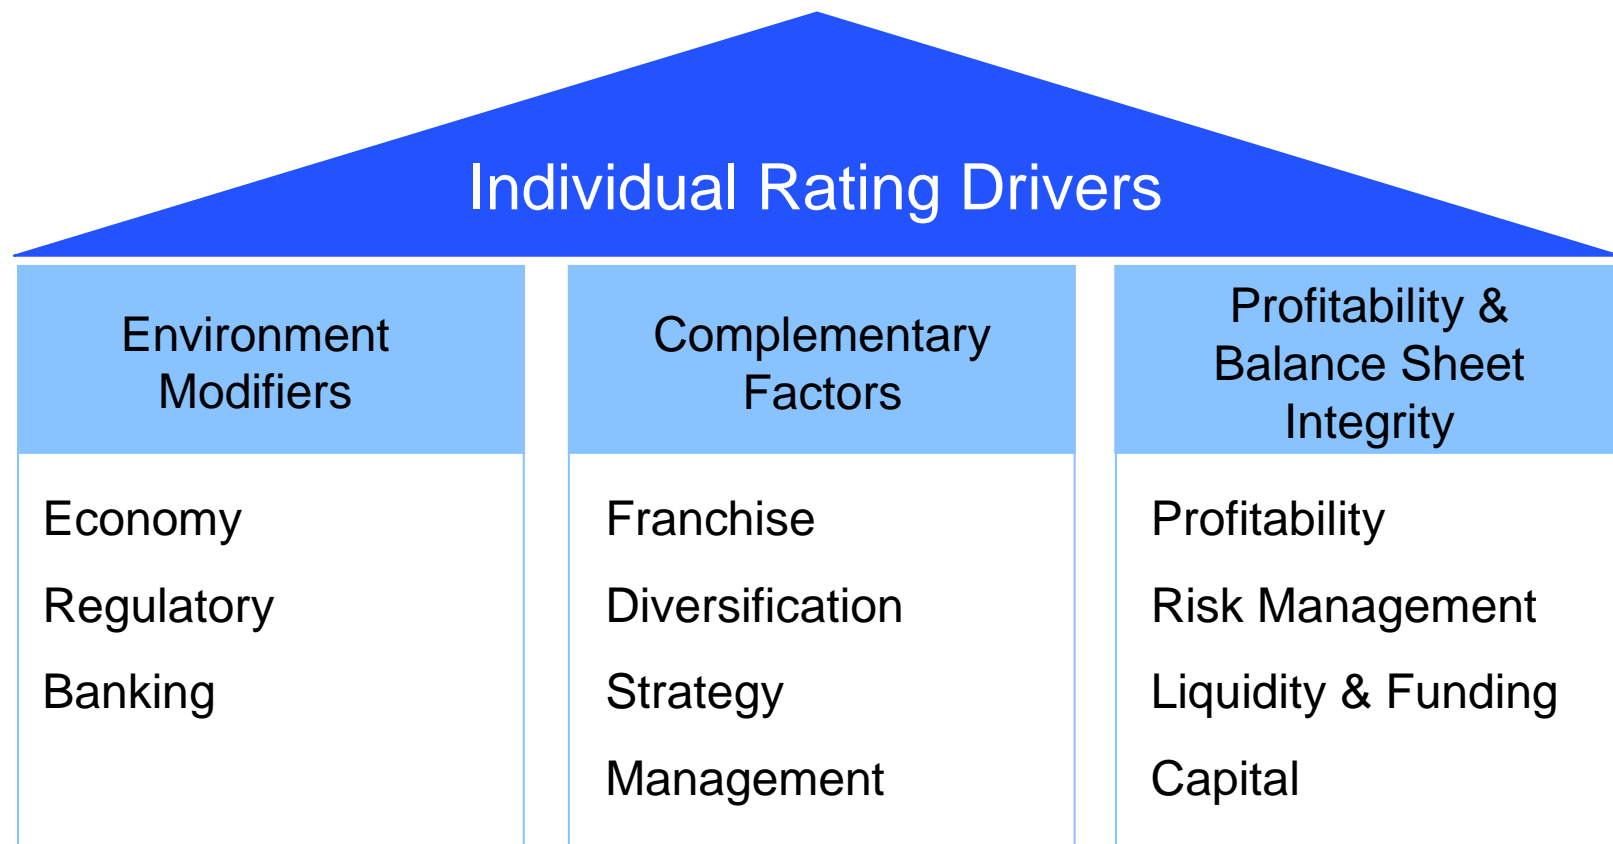 Individual Rating Drivers
Environment
Modifiers
Economy
Regulatory
Banking
Complementary
Factors
Franchise
Diversification
Strategy
Management
Profitability &
Balance Sheet
Integrity
Profitability
Risk Management
Liquidity & Funding
Capital